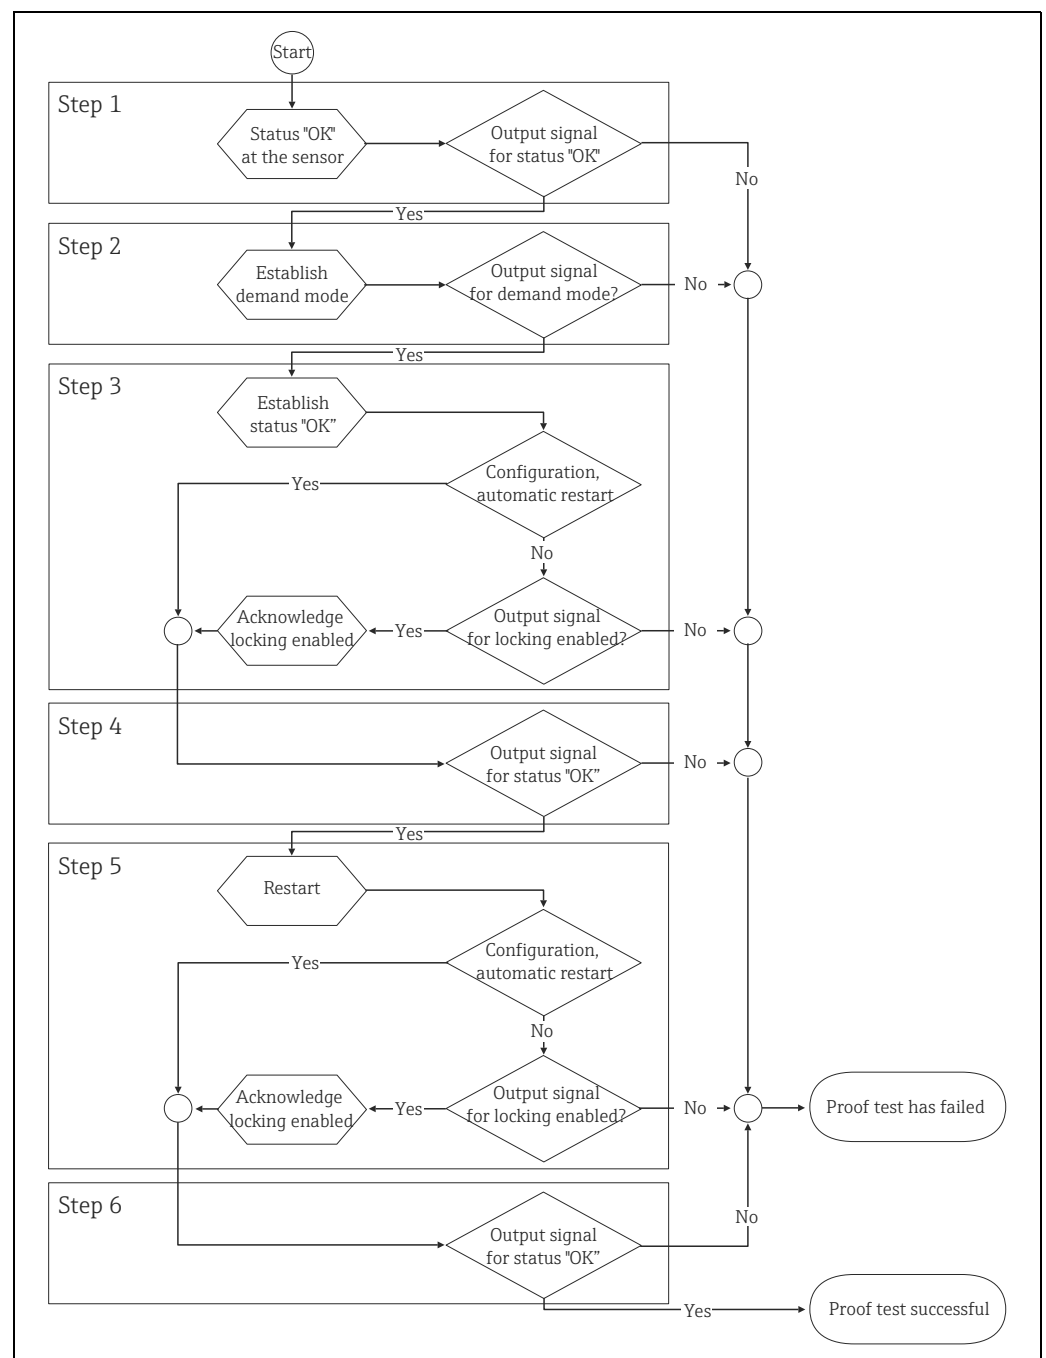 Start
Step 1
Status "OK"
at the sensor
Output signal
for status "OK"
No
Yes
Step 2
Establish
demand mode
Output signal
for demand mode?
No
Yes
Step 3
Establish
status "OK”
Configuration,
automatic restart
Yes
No
Acknowledge
locking enabled
Yes
Output signal
for locking enabled?
No
Step 4
Output signal
for status "OK”
No
Yes
Step 5
Restart
Configuration,
automatic restart
Yes
No
Acknowledge
locking enabled
Yes
Output signal
for locking enabled?
No
Proof test has failed
Step 6
Output signal
for status "OK”
No
Yes
Proof test successful